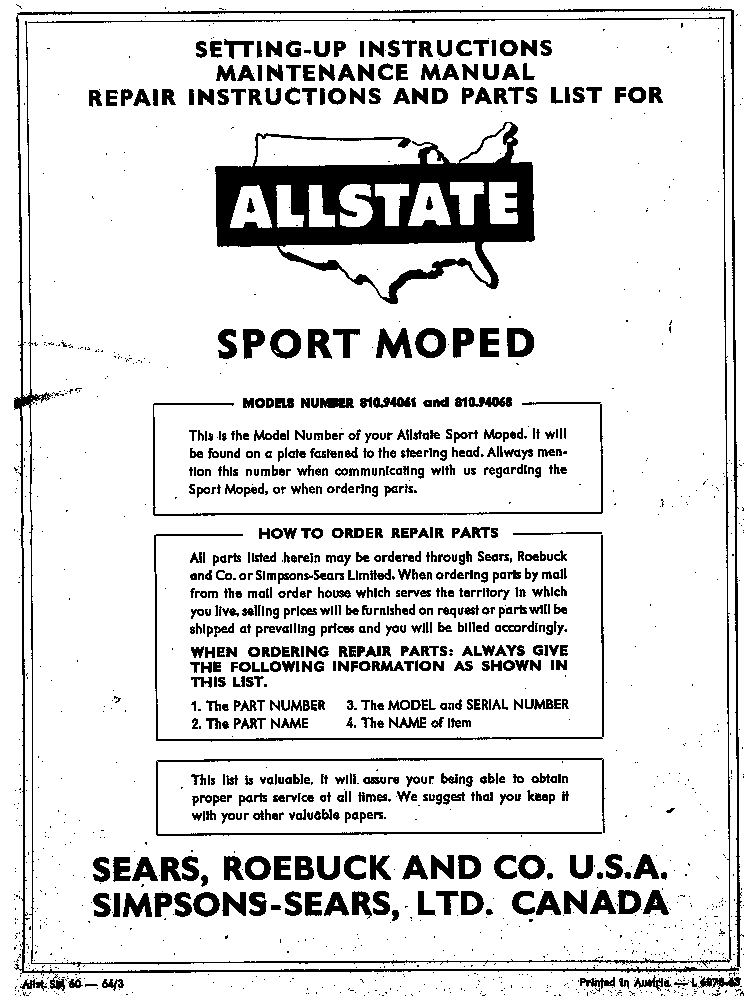 SETTING-UP INSTRUCTIONS
MAINTENANCE MANUAL
REPAIR INSTRUCTIONS AND PARTS LIST FOR
ALLSTATE
SPORT MOPED
MODELS NUMBER 810.94061 and 810.94068
This is the Model Number of your Allstate Sport Moped. It will
be found on a plate fastened to the steering head. Allways men-
tion this number when communicating with us regarding the
Sport Moped, or when ordering parts.
HOW TO ORDER REPAIR PARTS
All parts listed herein may be ordered through Sears, Roebuck
and Co. or Simpsons-Sears Limited. When ordering parts by mail
from the mail order house which serves the territory in which
you live, selling prices will be furnished on request or parts will be
shipped at prevailing prices and you will be billed accordingly.
WHEN ORDERING REPAIR PARTS: ALWAYS GIVE
THE FOLLOWING INFORMATION AS SHOWN IN
THIS LIST.
1. The PART NUMBER 3. The MODEL and SERIAL NUMBER
2. The PART NAME 4. The NAME of item
This list is valuable. It will assure your being able to obtain
proper parts service at all times. We suggest that you keep it
with your other valuable papers.
SEARS, ROEBUCK AND CO. U.S.A.
SIMPSONS-SEARS, LTD. CANADA
Allst. SM 60 — 64/3 Printed in Austria — L